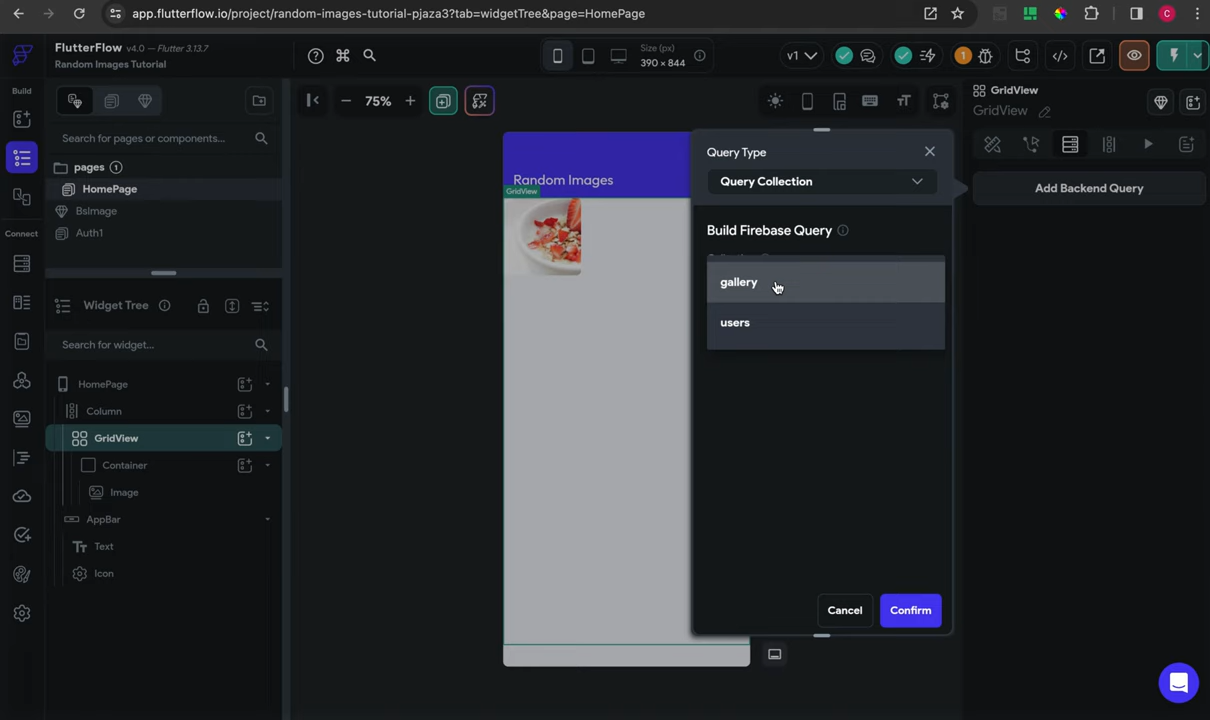 app.flutterflow.io/project/random-images-tutorial-pjaza3?tab=widgetTree&page=HomePage
C
FlutterFlow v4.0 — Flutter 3.13.7
Random Images Tutorial
Size (px)
390 × 844
v1
1
Build
75%
GridView
GridView
Search for pages or components...
pages 1
HomePage
BsImage
Auth1
Connect
Widget Tree
Search for widget...
HomePage
Column
GridView
Container
Image
AppBar
Text
Icon
Random Images
GridView
Query Type
Query Collection
Build Firebase Query
gallery
users
Cancel
Confirm
Add Backend Query